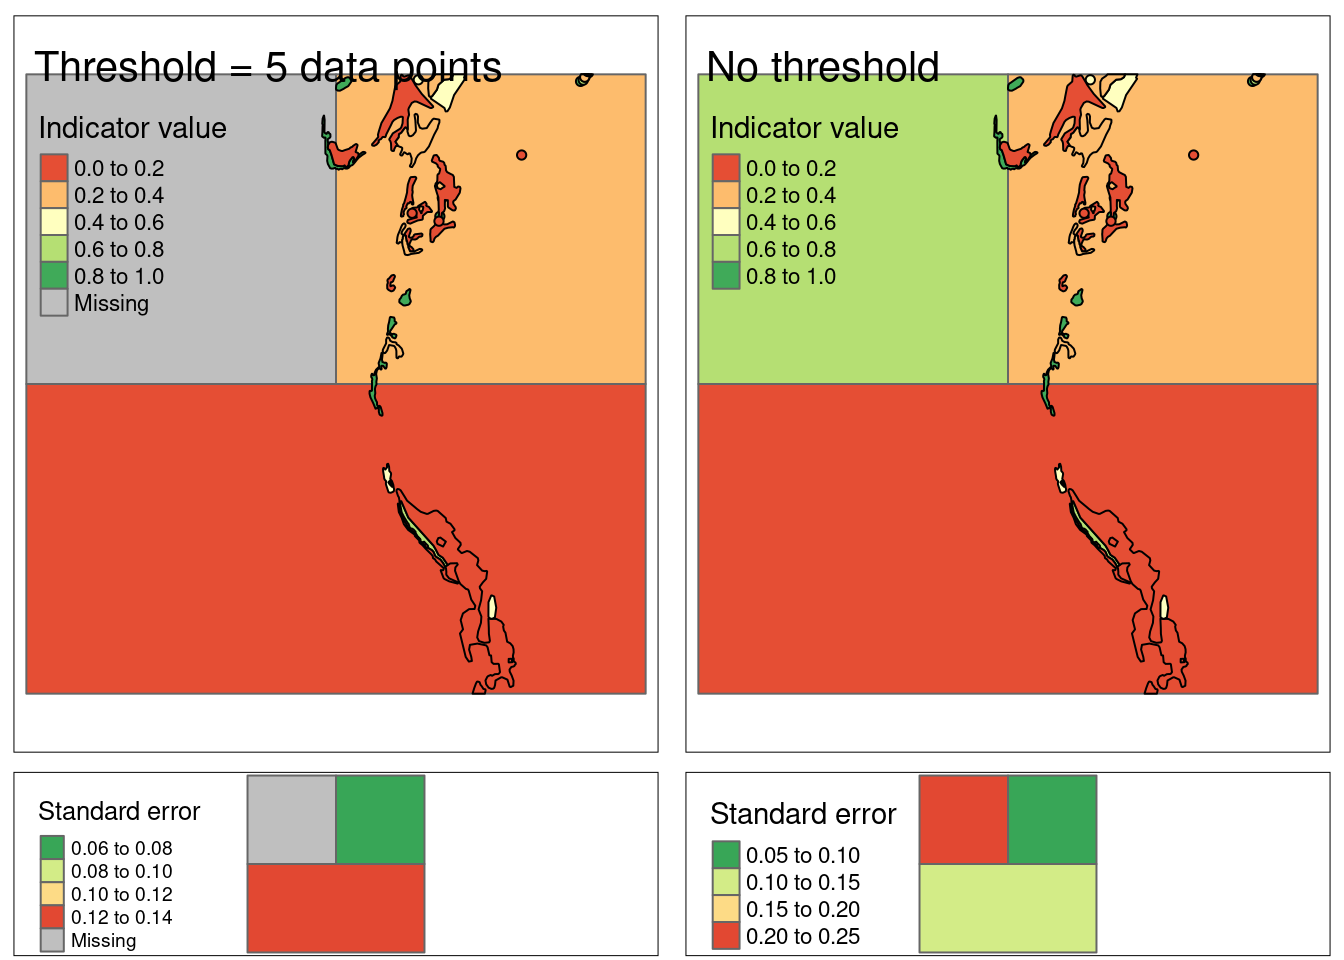 Threshold = 5 data points
Indicator value
0.0 to 0.2
0.2 to 0.4
0.4 to 0.6
0.6 to 0.8
0.8 to 1.0
Missing
No threshold
Indicator value
0.0 to 0.2
0.2 to 0.4
0.4 to 0.6
0.6 to 0.8
0.8 to 1.0
Standard error
0.06 to 0.08
0.08 to 0.10
0.10 to 0.12
0.12 to 0.14
Missing
Standard error
0.05 to 0.10
0.10 to 0.15
0.15 to 0.20
0.20 to 0.25